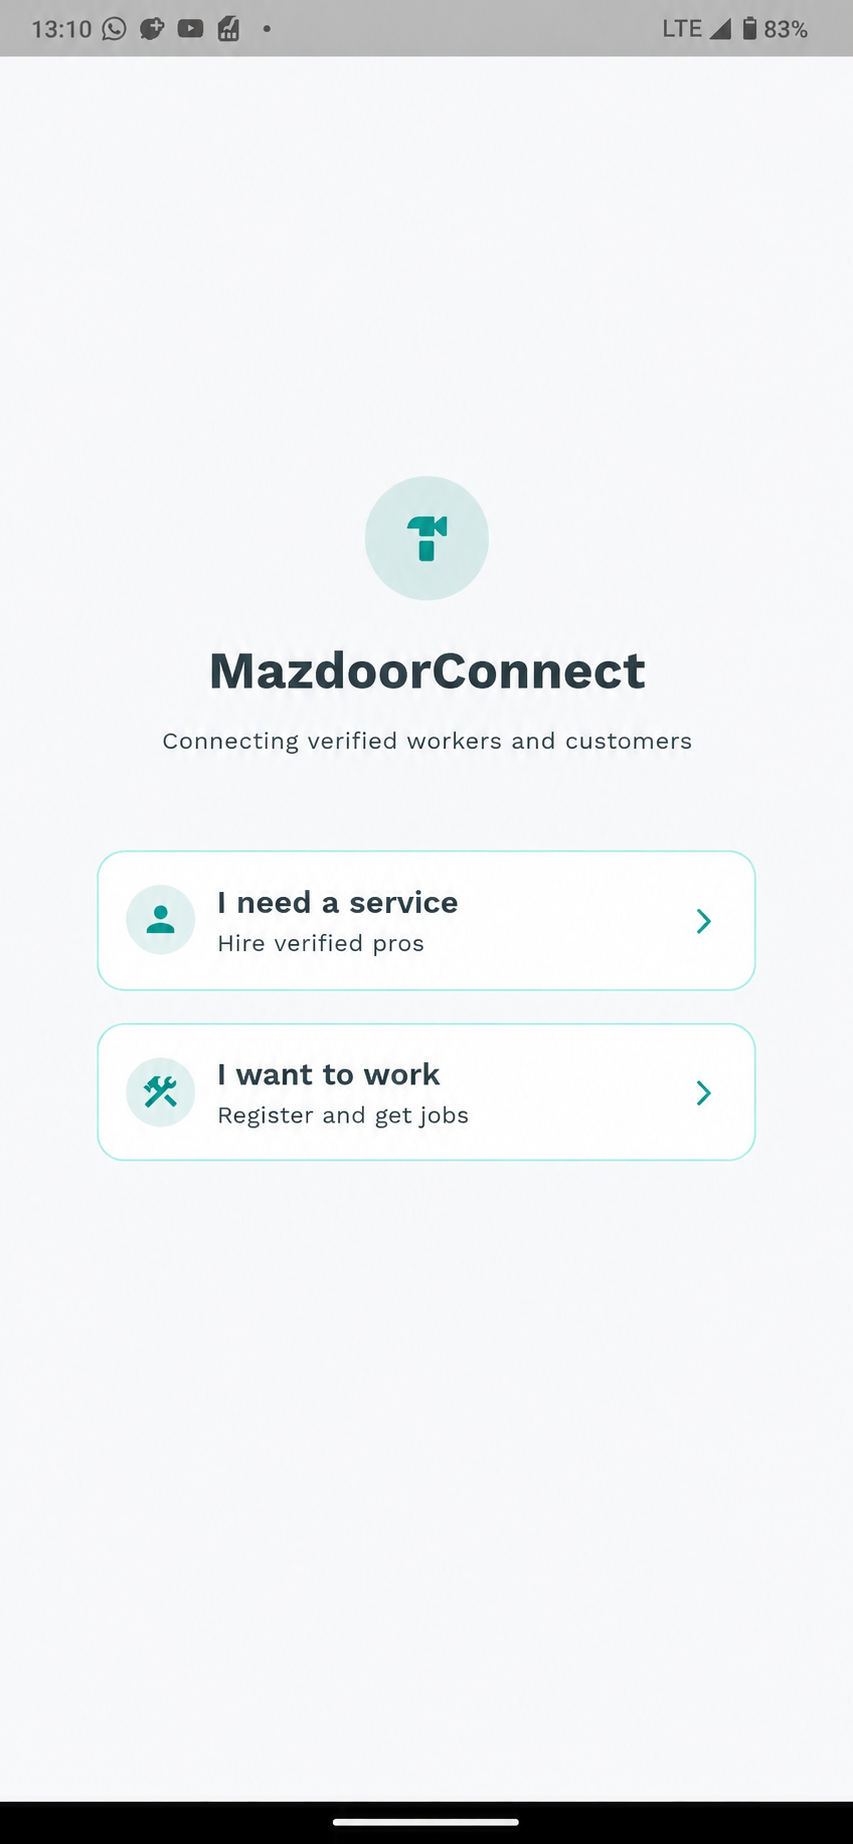 13:10 LTE 83%
MazdoorConnect
Connecting verified workers and customers
I need a service
Hire verified pros
I want to work
Register and get jobs